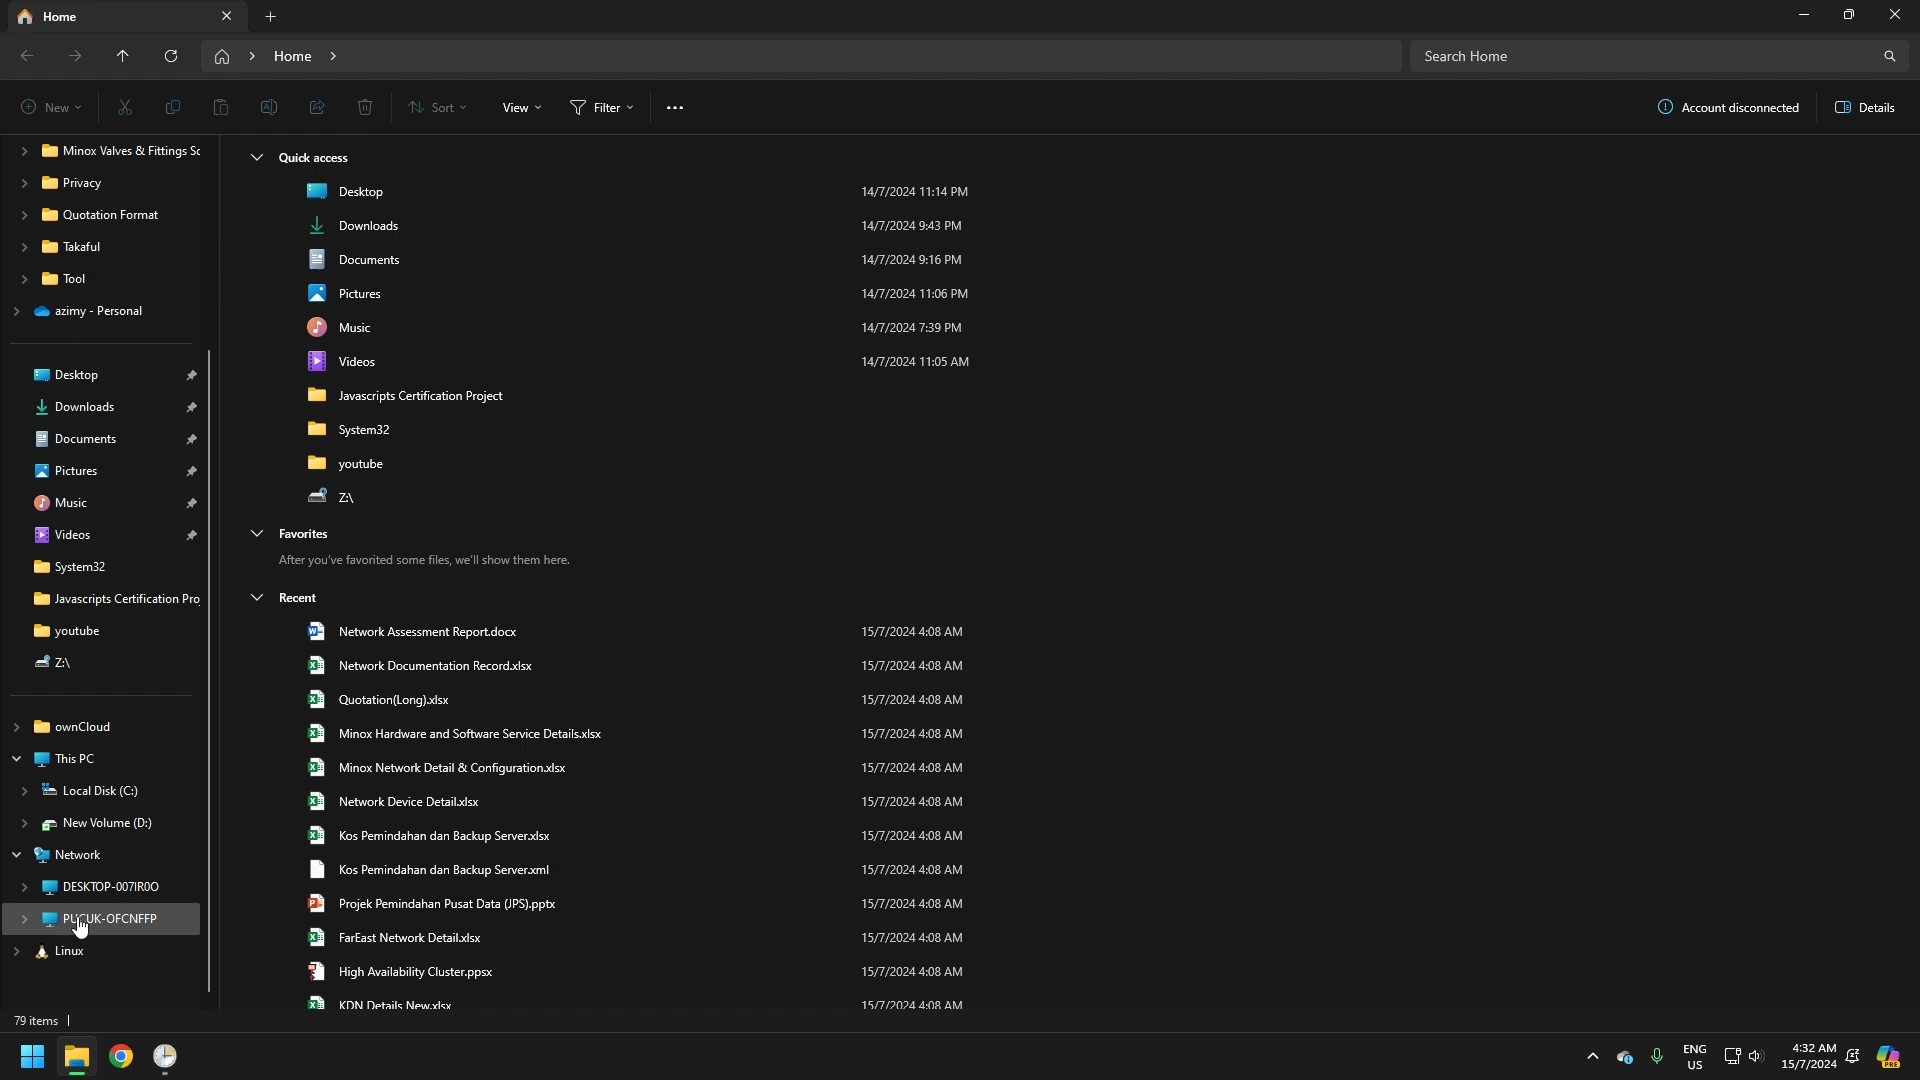 Home
Home
Search Home
New
Sort
View
Filter
Account disconnected
Details
Minox Valves & Fittings Sc
Privacy
Quotation Format
Takaful
Tool
azimy - Personal
Desktop
Downloads
Documents
Pictures
Music
Videos
System32
Javascripts Certification Pro
youtube
Z:\
ownCloud
This PC
Local Disk (C:)
New Volume (D:)
Network
DESKTOP-007IR0O
Linux
Quick access
Desktop 14/7/2024 11:14 PM
Downloads 14/7/2024 9:43 PM
Documents 14/7/2024 9:16 PM
Pictures 14/7/2024 11:06 PM
Music 14/7/2024 7:39 PM
Videos 14/7/2024 11:05 AM
Javascripts Certification Project
System32
youtube
Z:\
Favorites
After you've favorited some files, we'll show them here.
Recent
Network Assessment Report.docx 15/7/2024 4:08 AM
Network Documentation Record.xlsx 15/7/2024 4:08 AM
Quotation(Long).xlsx 15/7/2024 4:08 AM
Minox Hardware and Software Service Details.xlsx 15/7/2024 4:08 AM
Minox Network Detail & Configuration.xlsx 15/7/2024 4:08 AM
Network Device Detail.xlsx 15/7/2024 4:08 AM
Kos Pemindahan dan Backup Server.xlsx 15/7/2024 4:08 AM
Kos Pemindahan dan Backup Server.xml 15/7/2024 4:08 AM
Projek Pemindahan Pusat Data (JPS).pptx 15/7/2024 4:08 AM
FarEast Network Detail.xlsx 15/7/2024 4:08 AM
High Availability Cluster.ppsx 15/7/2024 4:08 AM
KDN Details New.xlsx 15/7/2024 4:08 AM
79 items
ENG
US
4:32 AM
15/7/2024
PRE